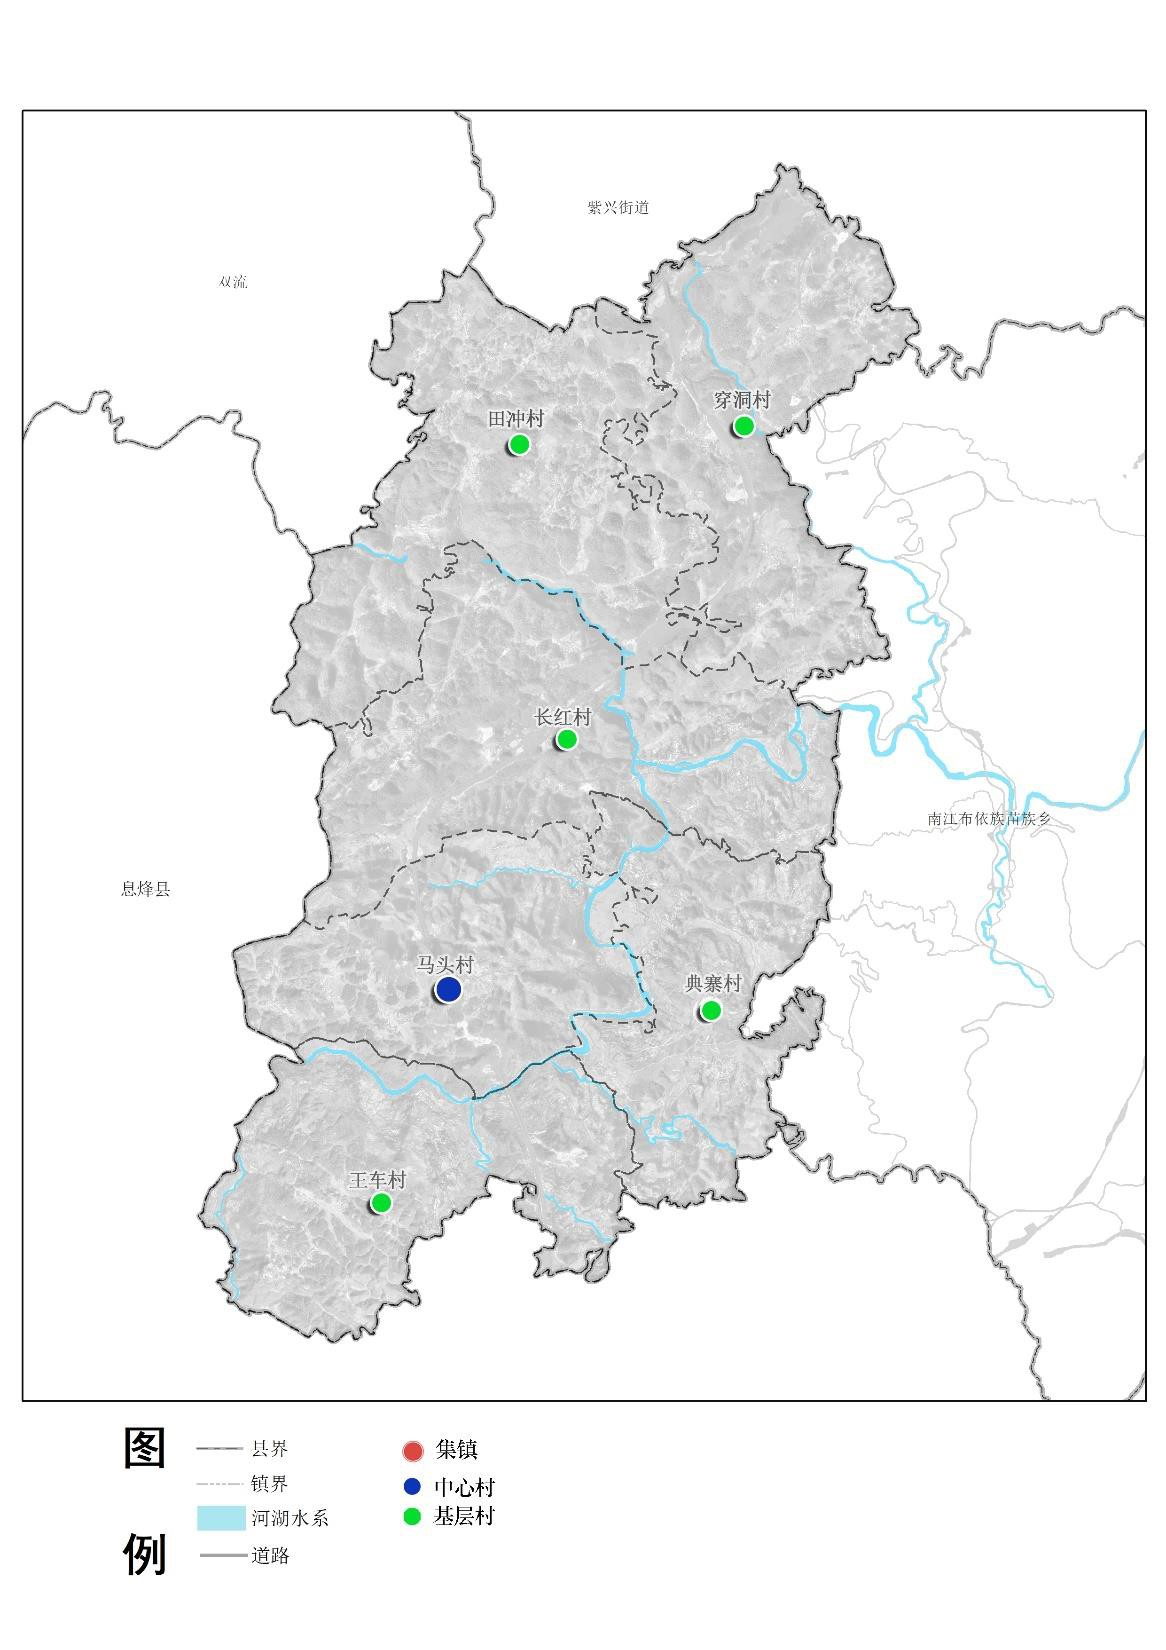 紫兴街道
双流
穿洞村
田冲村
长红村
南江布依族苗族乡
息烽县
马头村
典寨村
王车村
图例
县界
镇界
河湖水系
道路
集镇
中心村
基层村